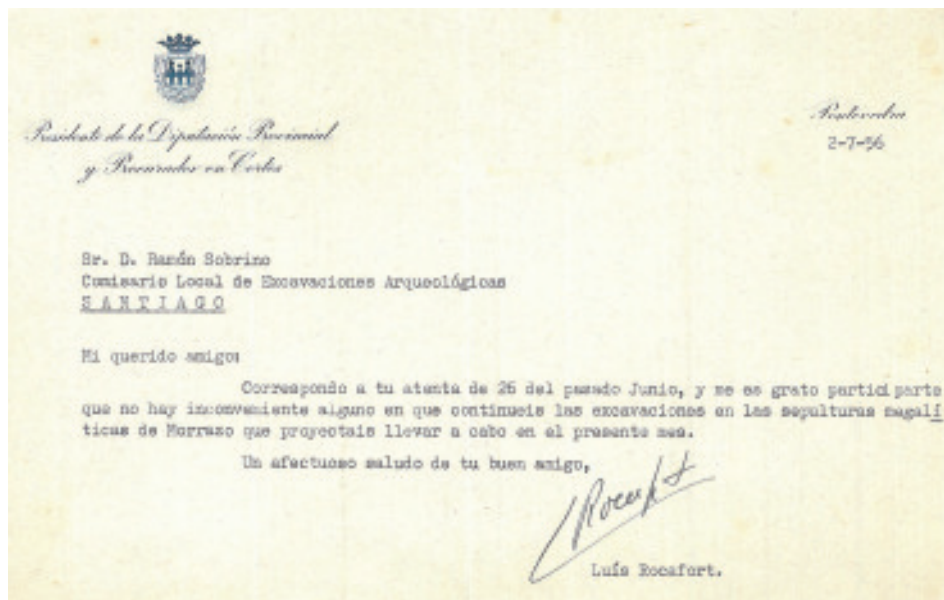 Presidente de la Diputación Provincial
y Procurador en Cortes
Pontevedra
2-7-56
Sr. D. Ramón Sobrino
Comisario Local de Excavaciones Arqueológicas
SANTIAGO
Mi querido amigo:
Correspondo a tu atenta de 26 del pasado Junio, y me es grato participarte
que no hay inconveniente alguno en que continueis las excavaciones en las sepulturas megalí
ticas de Morrazo que proyectais llevar a cabo en el presente mes.
Un afectuoso saludo de tu buen amigo,
Rocafort
Luís Rocafort.